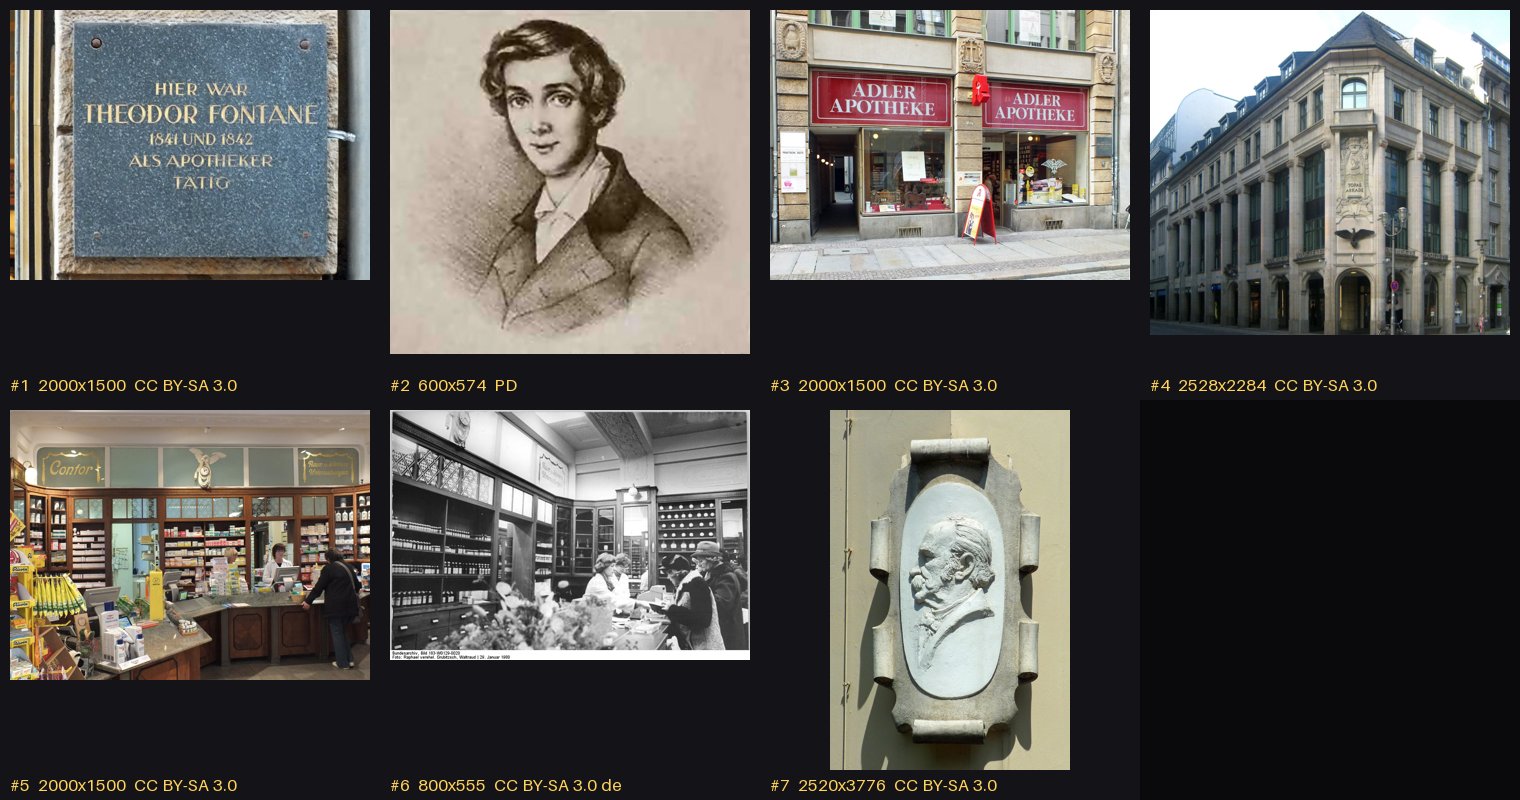 HIER WAR
THEODOR FONTANE
1841 UND 1842
ALS APOTHEKER
TÄTIG
ADLER
APOTHEKE
ADLER
APOTHEKE
TOPAS
ARKADE
#1 2000x1500 CC BY-SA 3.0
#2 600x574 PD
#3 2000x1500 CC BY-SA 3.0
#4 2528x2284 CC BY-SA 3.0
Contor
#5 2000x1500 CC BY-SA 3.0
#6 800x555 CC BY-SA 3.0 de
#7 2520x3776 CC BY-SA 3.0